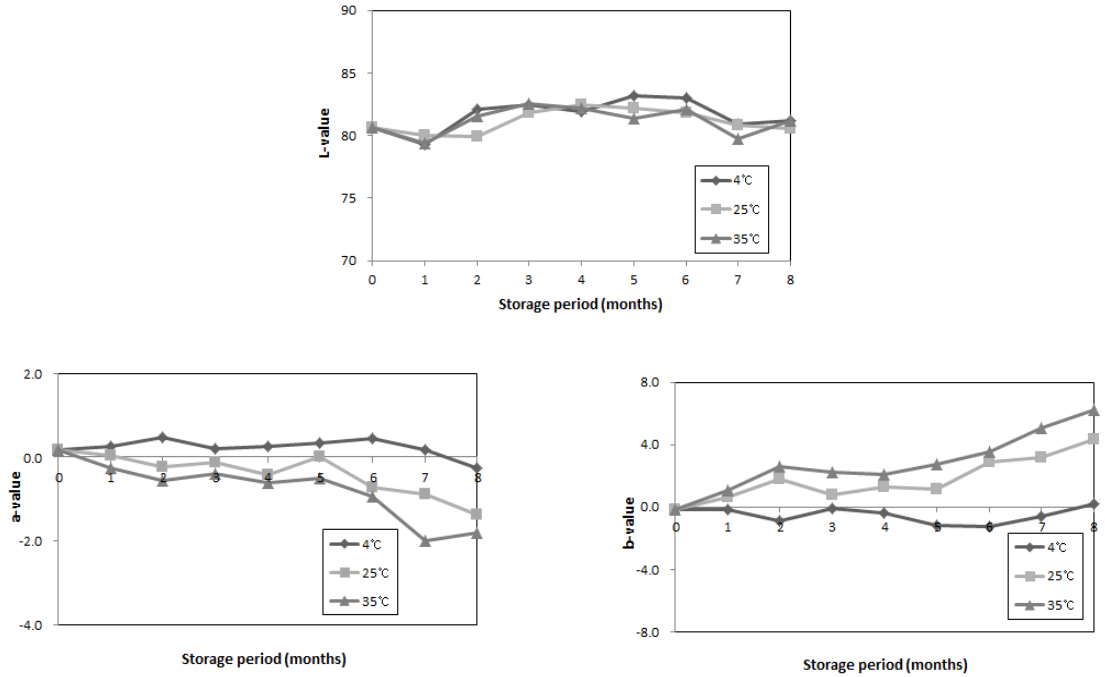 90
85
80
75
70
L-value
0 1 2 3 4 5 6 7 8
Storage period (months)
4℃
25℃
35℃
2.0
0.0
-2.0
-4.0
a-value
0 1 2 3 4 5 6 7 8
Storage period (months)
4℃
25℃
35℃
8.0
4.0
0.0
-4.0
-8.0
b-value
0 1 2 3 4 5 6 7 8
Storage period (months)
4℃
25℃
35℃